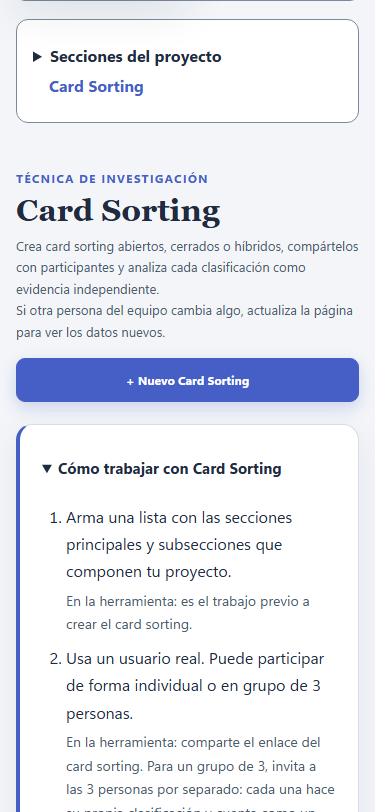 Secciones del proyecto
Card Sorting
TÉCNICA DE INVESTIGACIÓN
Card Sorting
Crea card sorting abiertos, cerrados o híbridos, compártelos
con participantes y analiza cada clasificación como
evidencia independiente.
Si otra persona del equipo cambia algo, actualiza la página
para ver los datos nuevos.
+ Nuevo Card Sorting
Cómo trabajar con Card Sorting
1. Arma una lista con las secciones
principales y subsecciones que
componen tu proyecto.
En la herramienta: es el trabajo previo a
crear el card sorting.
2. Usa un usuario real. Puede participar
de forma individual o en grupo de 3
personas.
En la herramienta: comparte el enlace del
card sorting. Para un grupo de 3, invita a
las 3 personas por separado: cada una hace